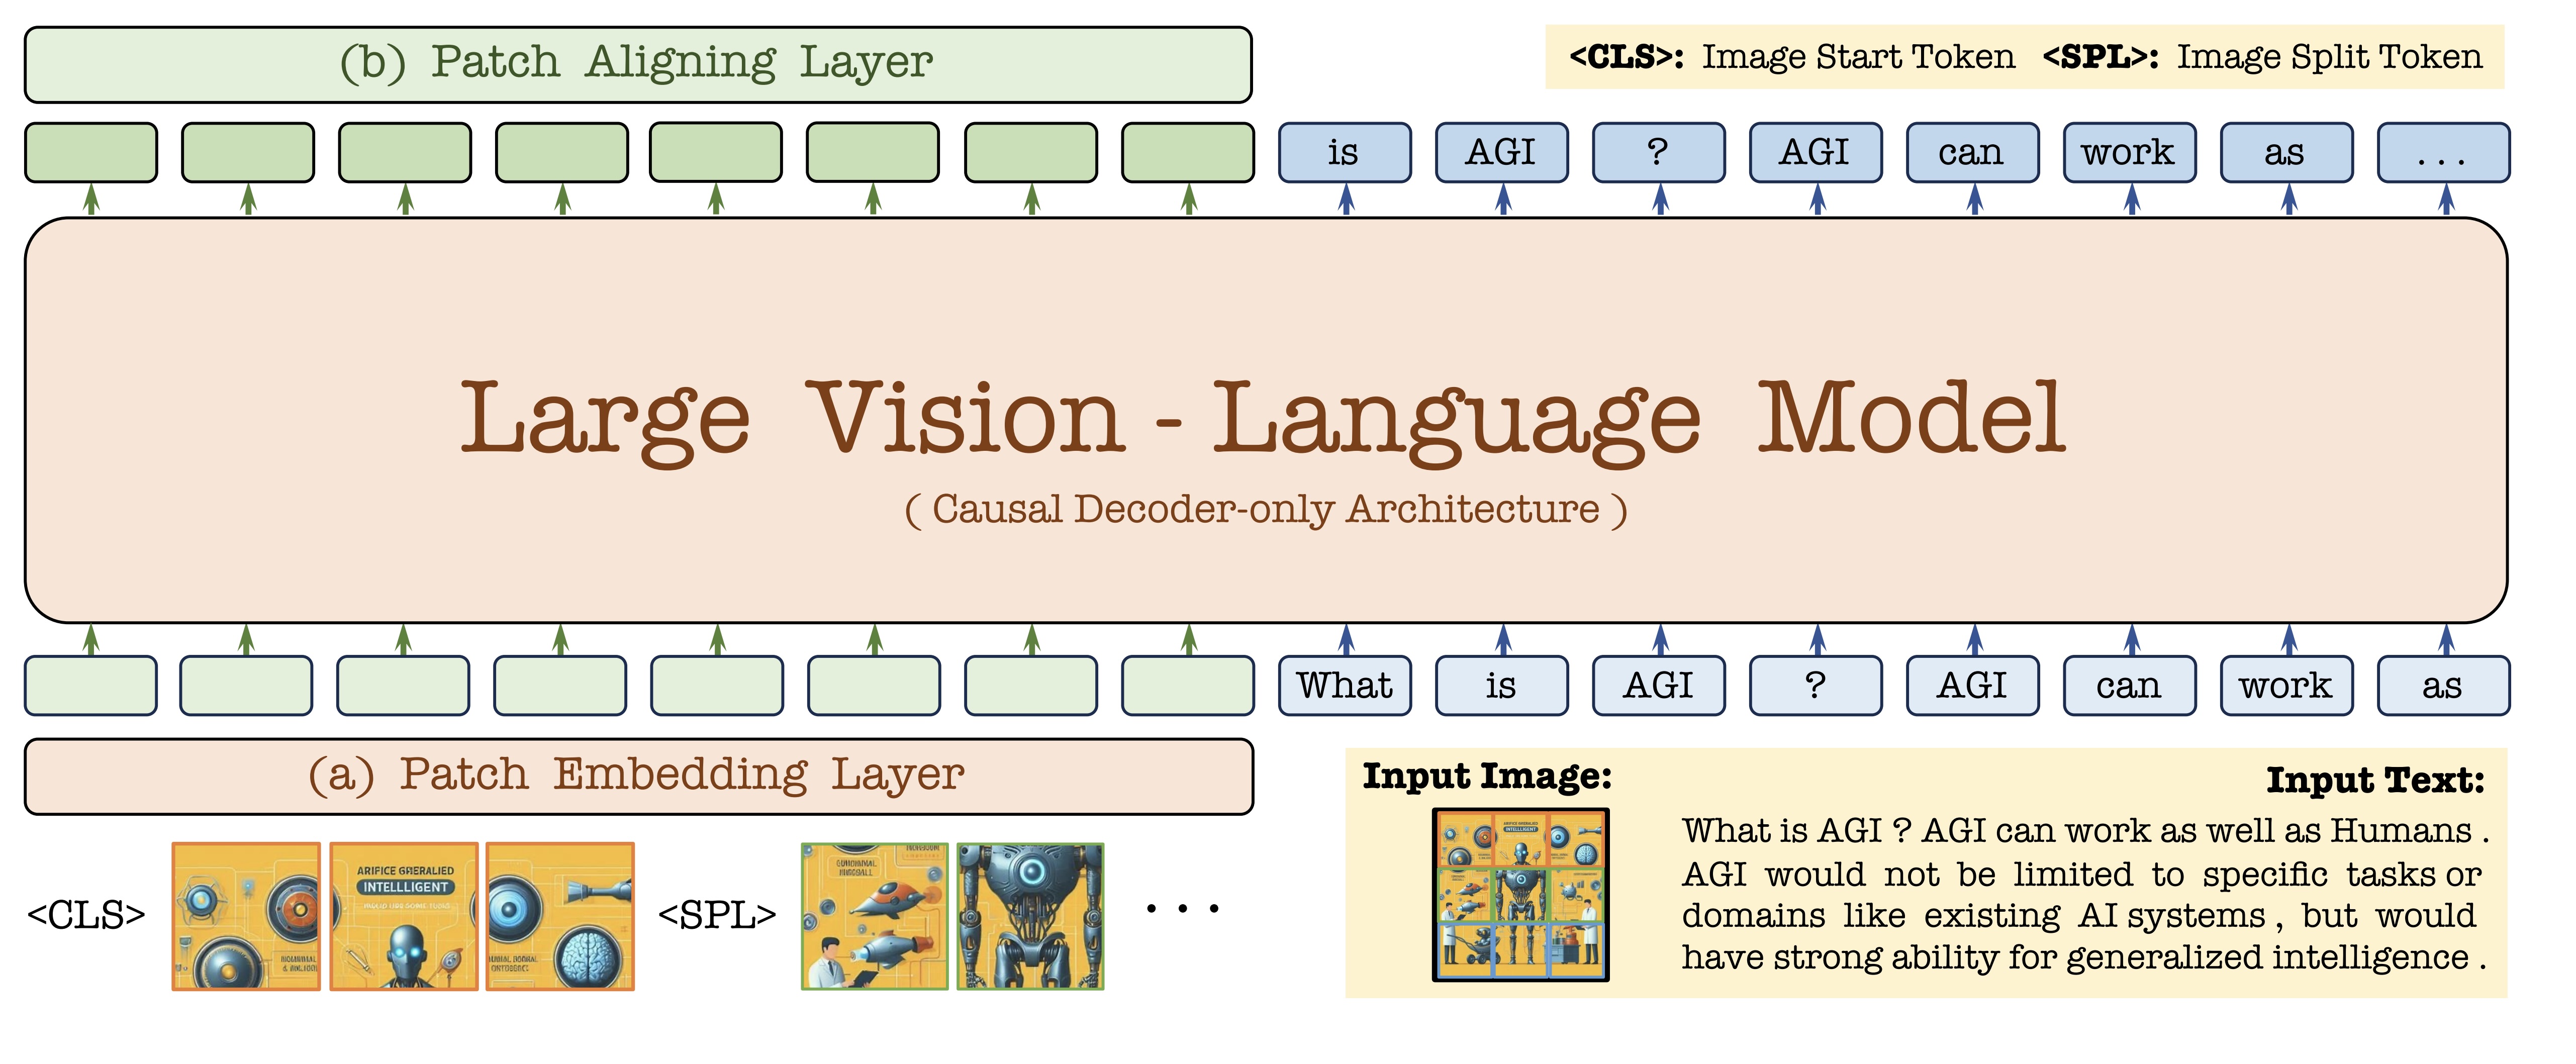 (b) Patch Aligning Layer
<CLS>: Image Start Token <SPL>: Image Split Token
is AGI ? AGI can work as ...
Large Vision - Language Model
( Causal Decoder-only Architecture )
What is AGI ? AGI can work as
(a) Patch Embedding Layer
<CLS>
ARIFICE GRERALIED
INTELLLIGENT
<SPL>
...
Input Image:
Input Text:
What is AGI ? AGI can work as well as Humans .
AGI would not be limited to specific tasks or
domains like existing AI systems , but would
have strong ability for generalized intelligence .